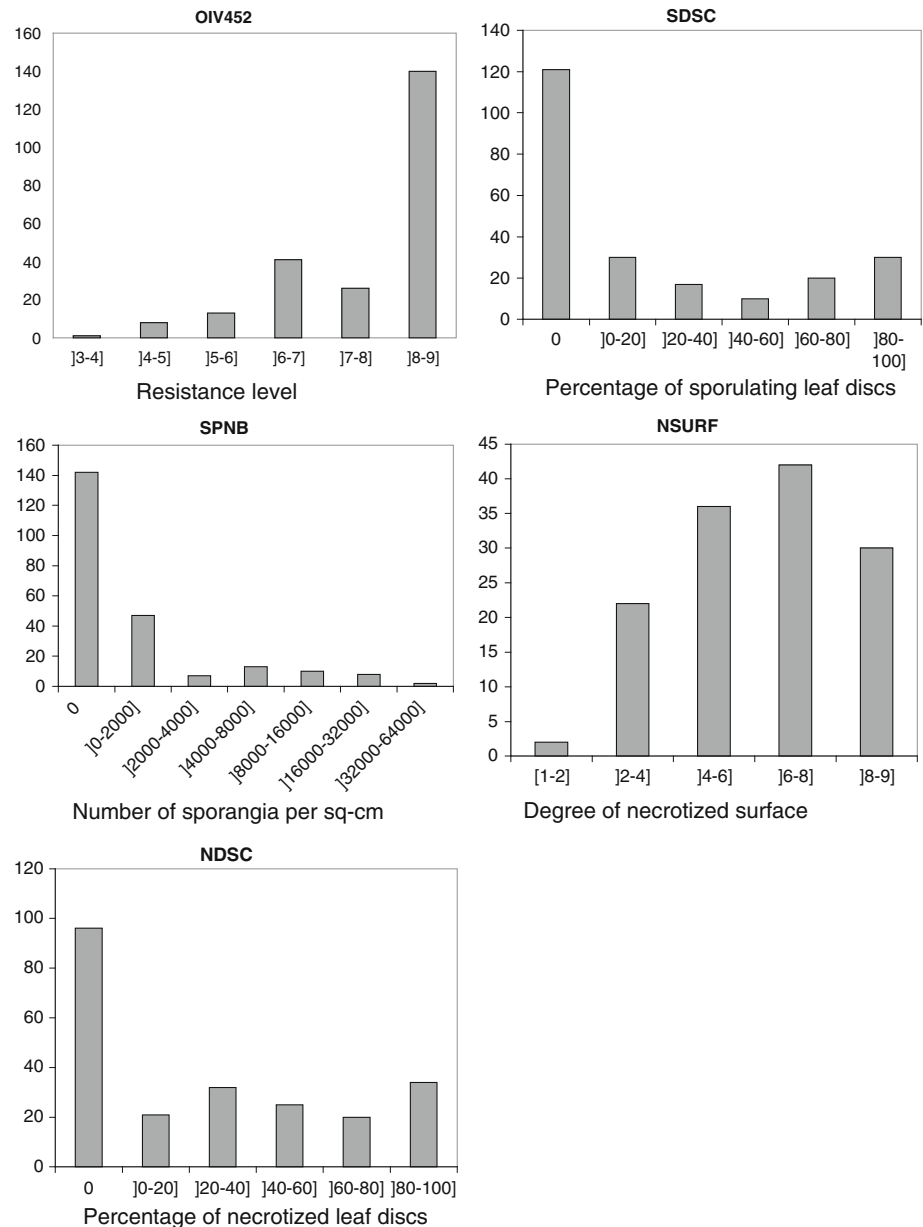 OIV452
160
140
120
100
80
60
40
20
0
]3-4] ]4-5] ]5-6] ]6-7] ]7-8] ]8-9]
Resistance level
SDSC
140
120
100
80
60
40
20
0
0 ]0-20] ]20-40] ]40-60] ]60-80] ]80-
100]
Percentage of sporulating leaf discs
SPNB
160
140
120
100
80
60
40
20
0
0 ]0-2000] ]2000-4000] ]4000-8000] ]8000-16000] ]16000-32000] ]32000-64000]
Number of sporangia per sq-cm
NSURF
45
40
35
30
25
20
15
10
5
0
[1-2] ]2-4] ]4-6] ]6-8] ]8-9]
Degree of necrotized surface
NDSC
120
100
80
60
40
20
0
0 ]0-20] ]20-40] ]40-60] ]60-80] ]80-100]
Percentage of necrotized leaf discs